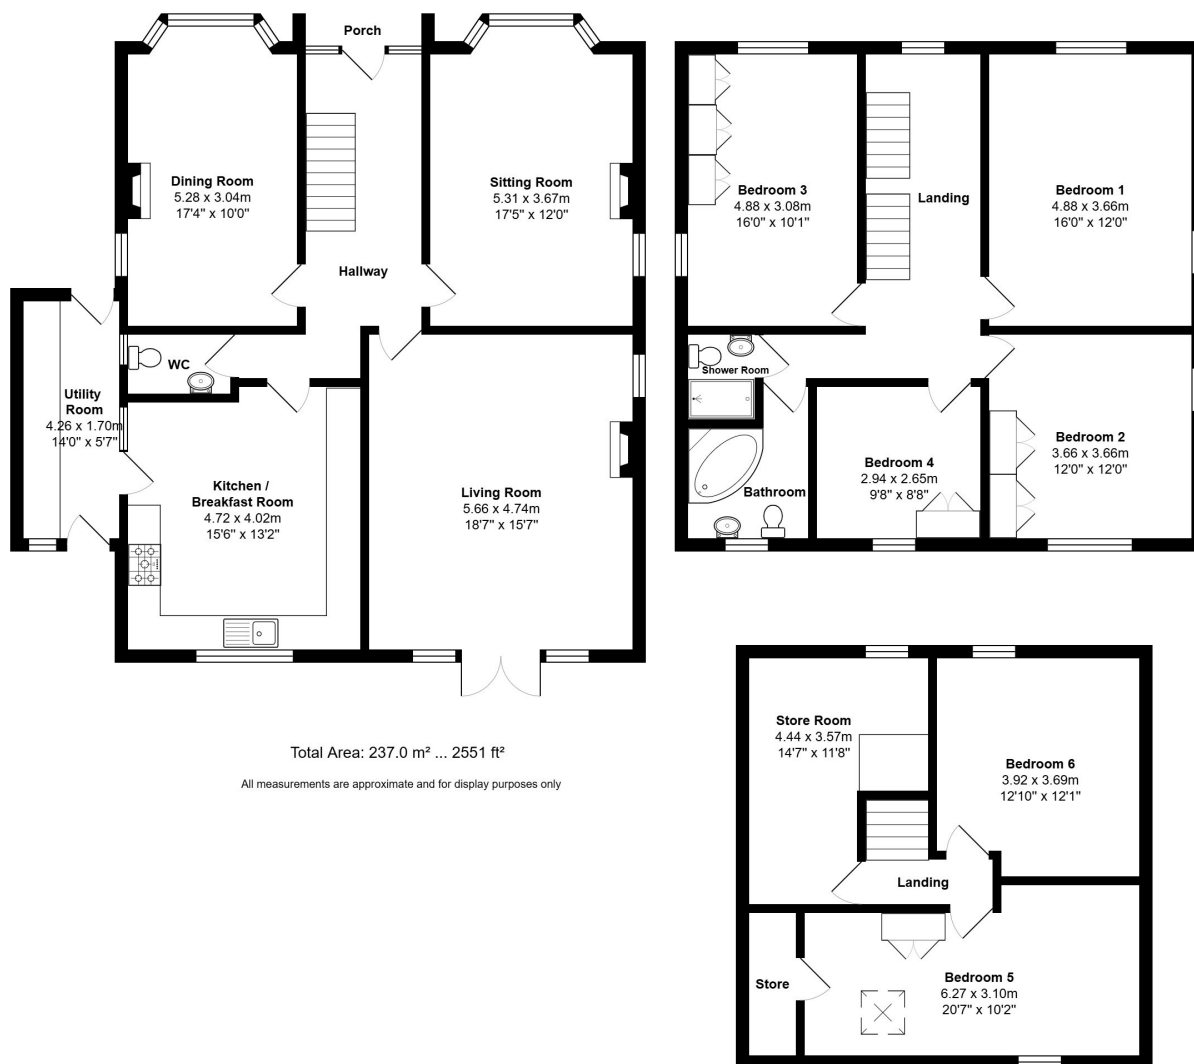 Porch
Dining Room
5.28 x 3.04m
17'4" x 10'0"
Sitting Room
5.31 x 3.67m
17'5" x 12'0"
Hallway
WC
Utility
Room
4.26 x 1.70m
14'0" x 5'7"
Kitchen /
Breakfast Room
4.72 x 4.02m
15'6" x 13'2"
Living Room
5.66 x 4.74m
18'7" x 15'7"
Bedroom 3
4.88 x 3.08m
16'0" x 10'1"
Landing
Bedroom 1
4.88 x 3.66m
16'0" x 12'0"
Shower Room
Bathroom
Bedroom 4
2.94 x 2.65m
9'8" x 8'8"
Bedroom 2
3.66 x 3.66m
12'0" x 12'0"
Store Room
4.44 x 3.57m
14'7" x 11'8"
Bedroom 6
3.92 x 3.69m
12'10" x 12'1"
Landing
Store
Bedroom 5
6.27 x 3.10m
20'7" x 10'2"
Total Area: 237.0 m² ... 2551 ft²
All measurements are approximate and for display purposes only